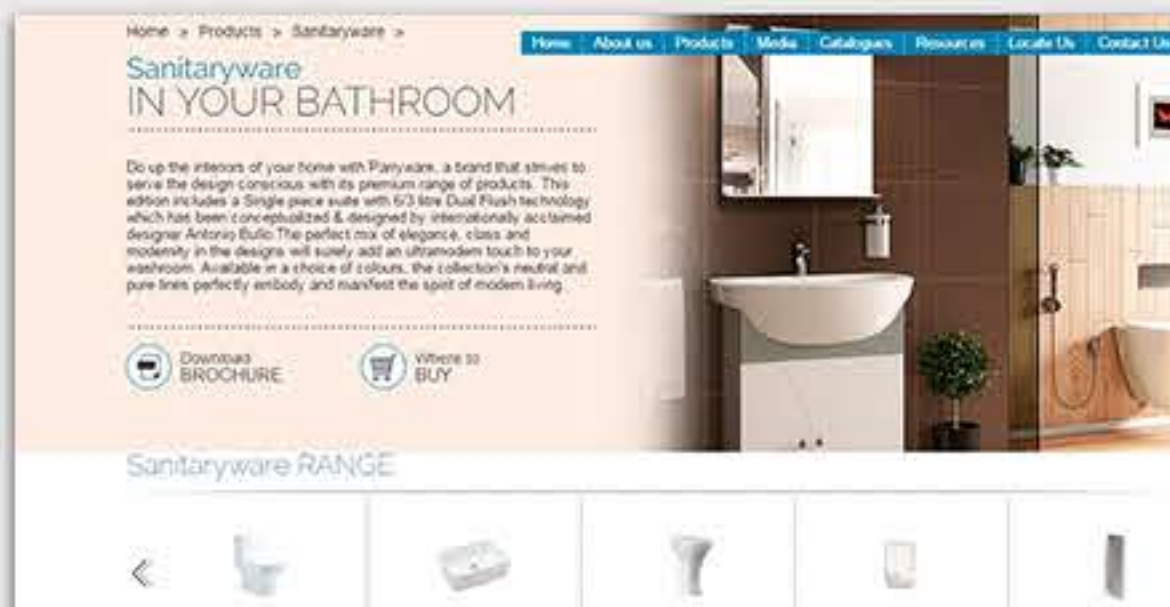 Home » Products » Sanitaryware »
Home About us Products Media Catalogues Resources Locate Us Contact Us
Sanitaryware
IN YOUR BATHROOM
Do up the interiors of your home with Parryware, a brand that strives to
serve the design conscious with its premium range of products. This
edition includes a Single piece suite with 6/3 litre Dual Flush technology
which has been conceptualized & designed by internationally acclaimed
designer Antonio Bullo.The perfect mix of elegance, class and
modernity in the designs will surely add an ultramodern touch to your
washroom. Available in a choice of colours, the collection's neutral and
pure lines perfectly embody and manifest the spirit of modern living.
Download
BROCHURE
Where to
BUY
Sanitaryware RANGE